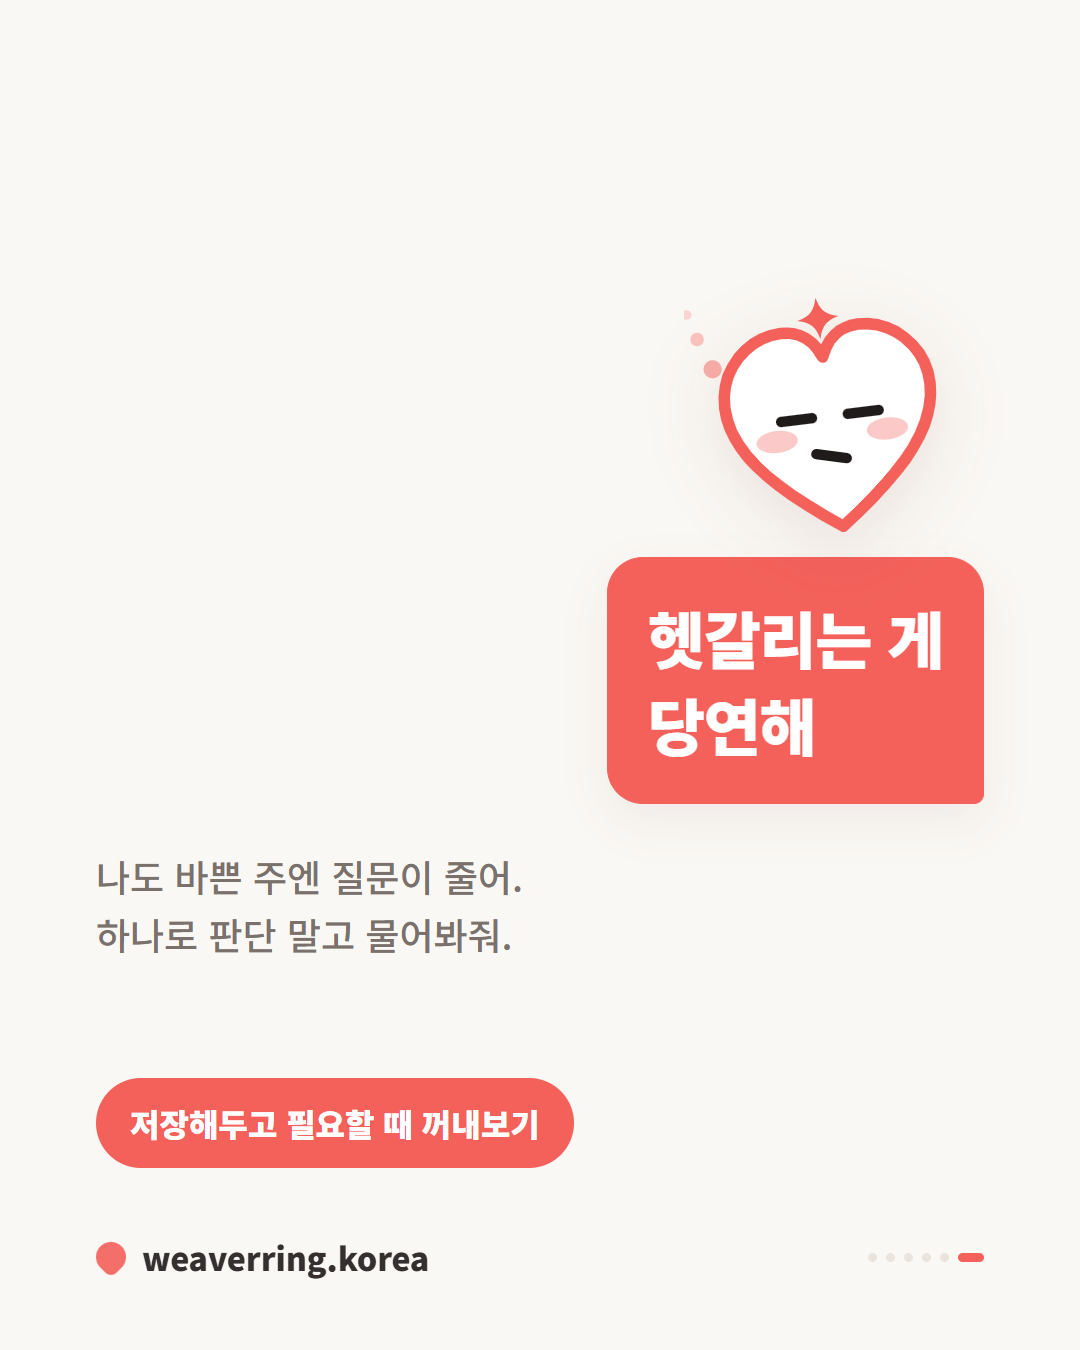 헷갈리는 게
당연해
나도 바쁜 주엔 질문이 줄어.
하나로 판단 말고 물어봐줘.
저장해두고 필요할 때 꺼내보기
weaverring.korea